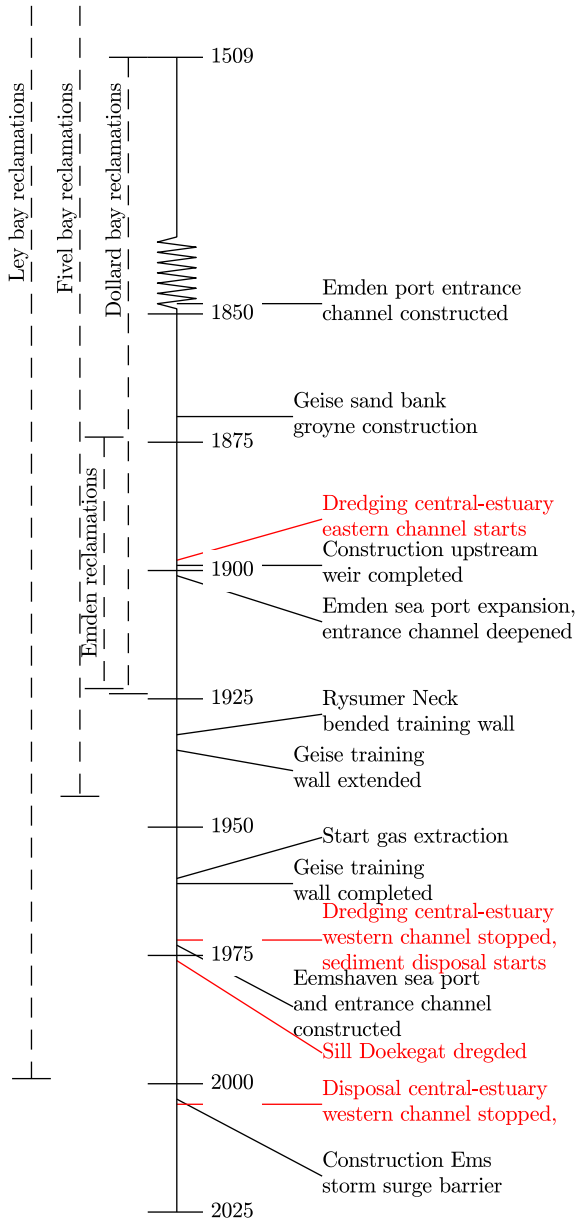 Ley bay reclamations
Fivel bay reclamations
Dollard bay reclamations
Emden reclamations
1509
Emden port entrance
channel constructed
1850
Geise sand bank
groyne construction
1875
Dredging central-estuary
eastern channel starts
Construction upstream
weir completed
1900
Emden sea port expansion,
entrance channel deepened
1925
Rysumer Neck
bended training wall
Geise training
wall extended
1950
Start gas extraction
Geise training
wall completed
Dredging central-estuary
western channel stopped,
sediment disposal starts
1975
Eemshaven sea port
and entrance channel
constructed
Sill Doekegat dregded
2000
Disposal central-estuary
western channel stopped,
Construction Ems
storm surge barrier
2025